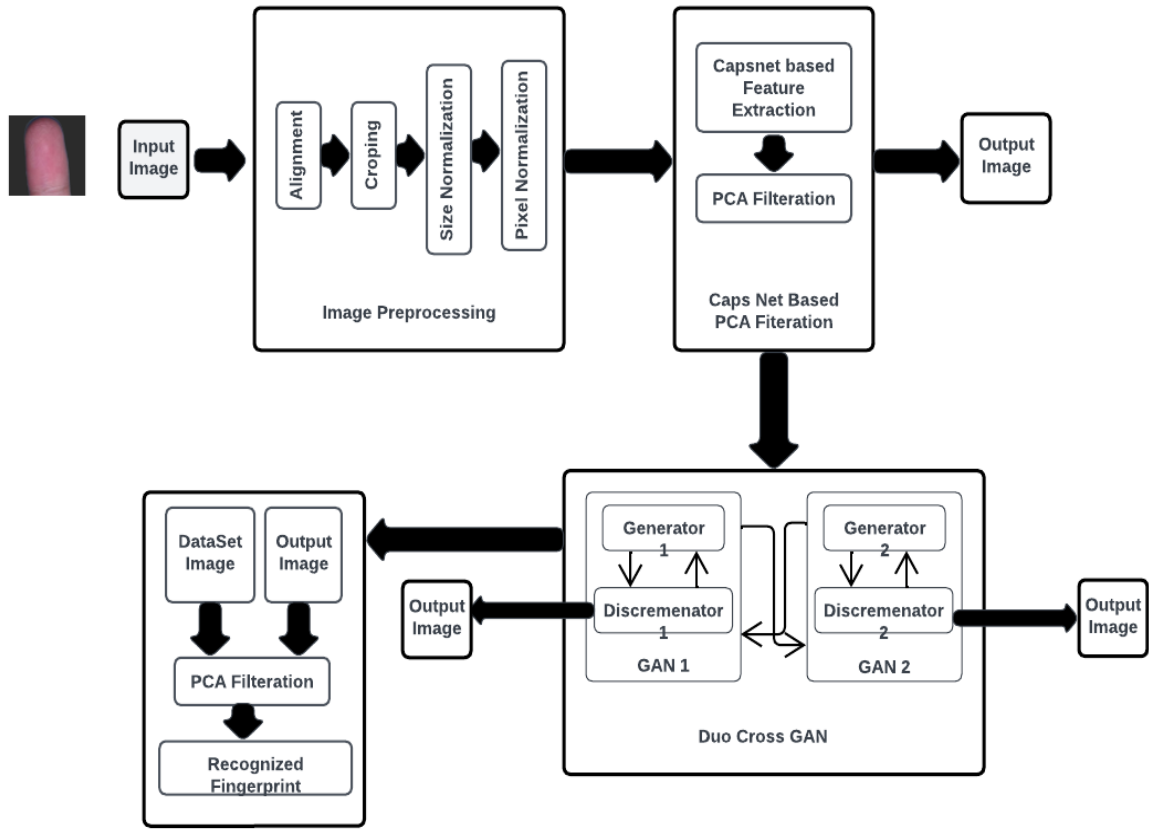 Input
Image
Alignment
Croping
Size Normalization
Pixel Normalization
Image Preprocessing
Capsnet based
Feature
Extraction
PCA Filteration
Caps Net Based
PCA Fiteration
Output
Image
Generator
1
Discremenator
1
GAN 1
Generator
2
Discremenator
2
GAN 2
Duo Cross GAN
Output
Image
Output
Image
DataSet
Image
Output
Image
PCA Filteration
Recognized
Fingerprint